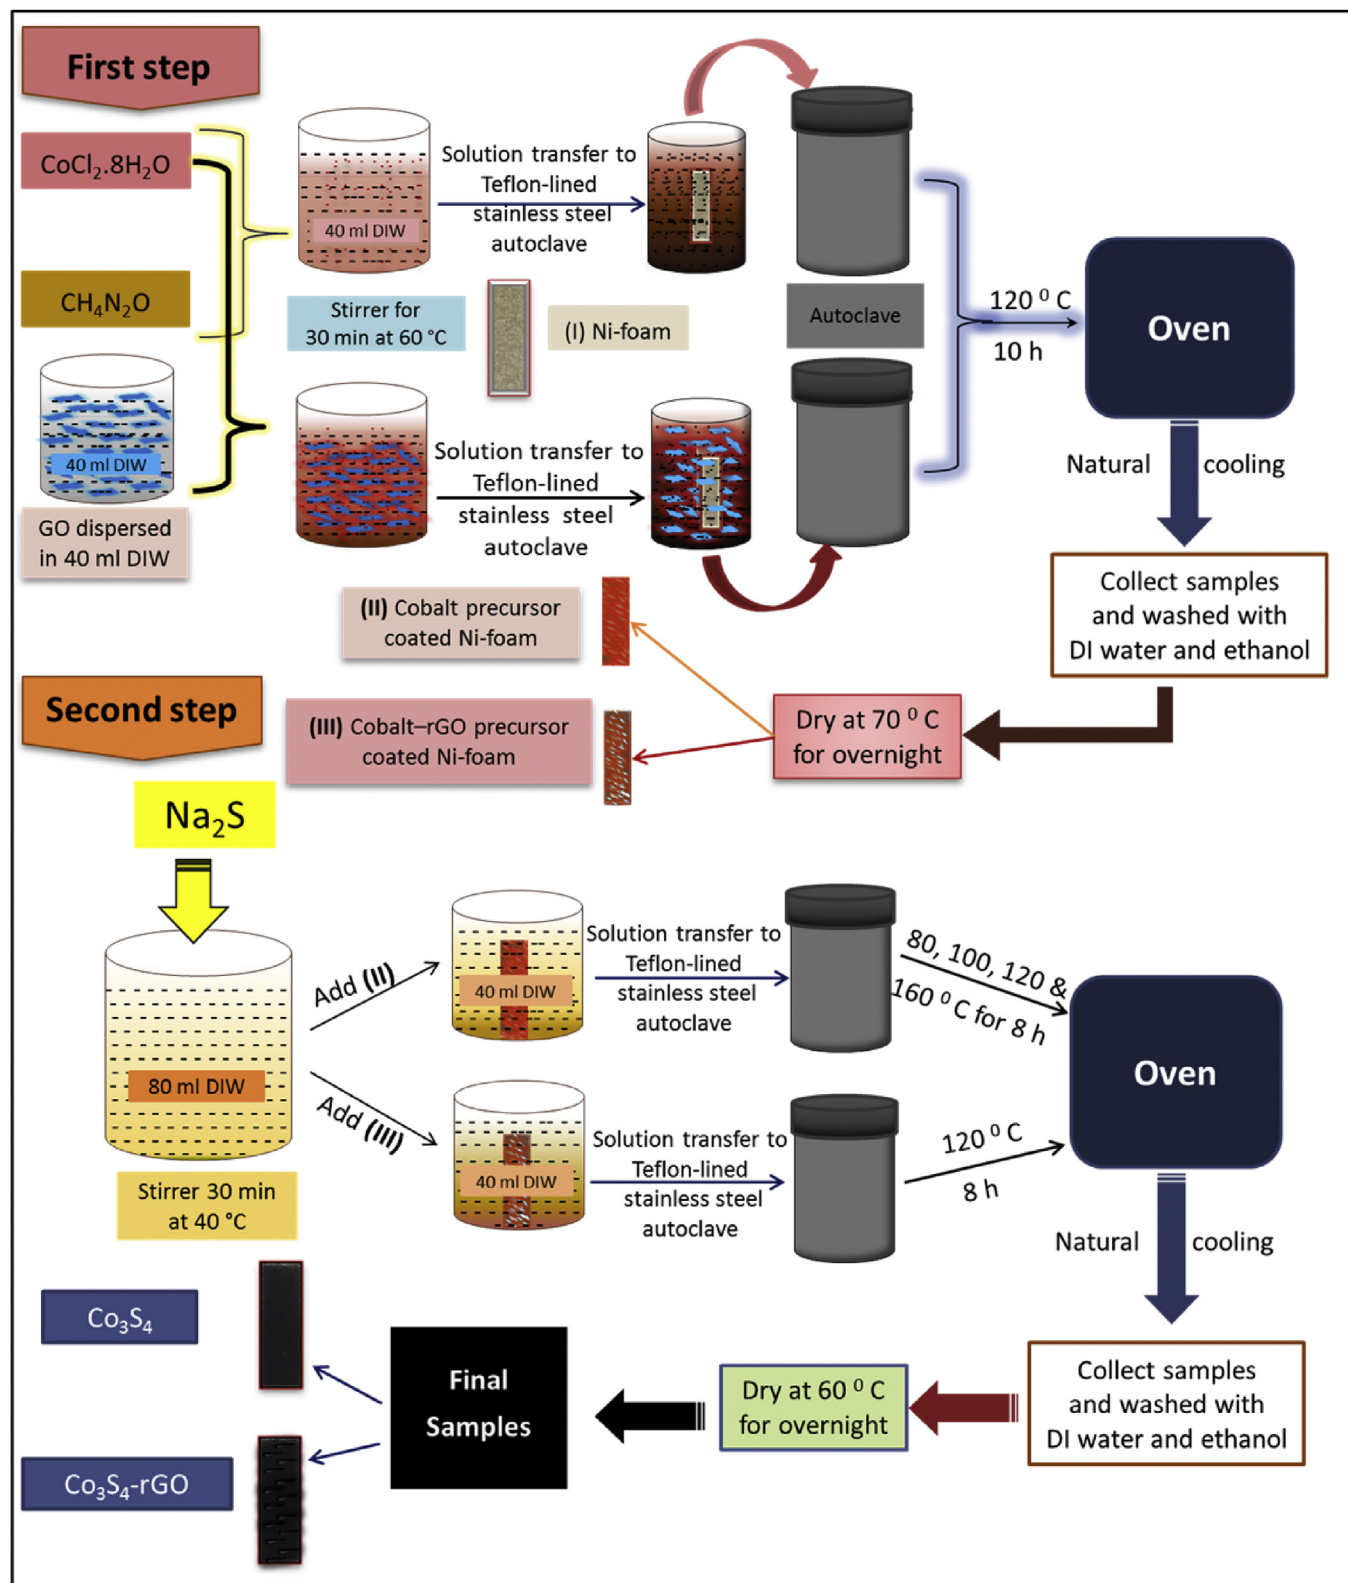 First step
CoCl₂.8H₂O
CH₄N₂O
40 ml DIW
GO dispersed
in 40 ml DIW
40 ml DIW
Stirrer for
30 min at 60 °C
Solution transfer to
Teflon-lined
stainless steel
autoclave
(I) Ni-foam
Solution transfer to
Teflon-lined
stainless steel
autoclave
Autoclave
120 ⁰ C
10 h
Oven
Natural cooling
Collect samples
and washed with
DI water and ethanol
Dry at 70 ⁰ C
for overnight
(II) Cobalt precursor
coated Ni-foam
(III) Cobalt–rGO precursor
coated Ni-foam
Second step
Na₂S
80 ml DIW
Stirrer 30 min
at 40 °C
Add (II)
Add (III)
40 ml DIW
Solution transfer to
Teflon-lined
stainless steel
autoclave
80, 100, 120 &
160 ⁰ C for 8 h
40 ml DIW
Solution transfer to
Teflon-lined
stainless steel
autoclave
120 ⁰ C
8 h
Oven
Natural cooling
Collect samples
and washed with
DI water and ethanol
Dry at 60 ⁰ C
for overnight
Final
Samples
Co₃S₄
Co₃S₄-rGO